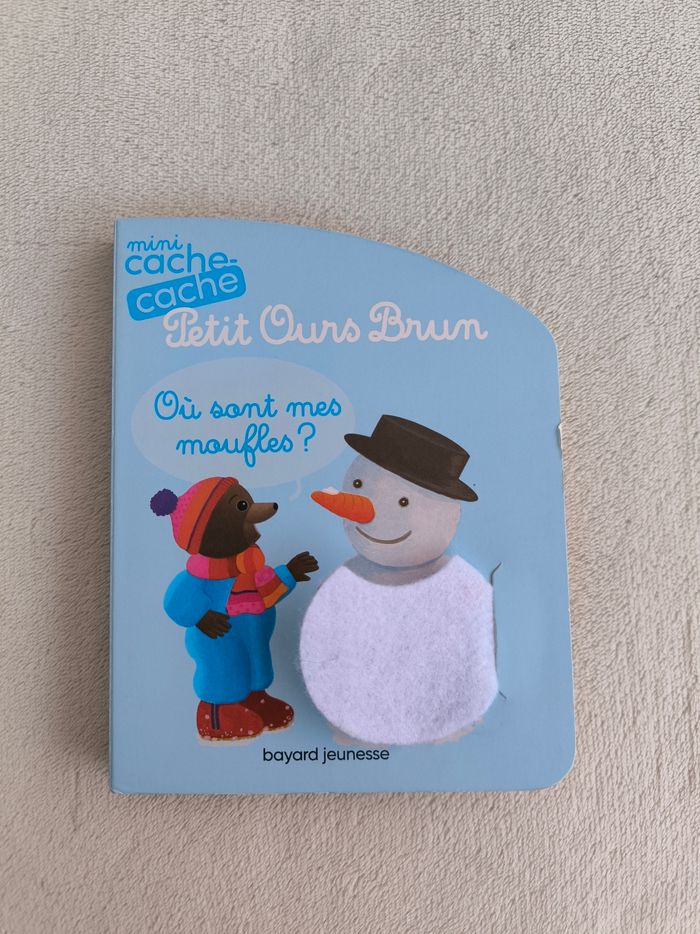 mini
cache-
cache
Petit Ours Brun
Où sont mes
moufles ?
bayard jeunesse